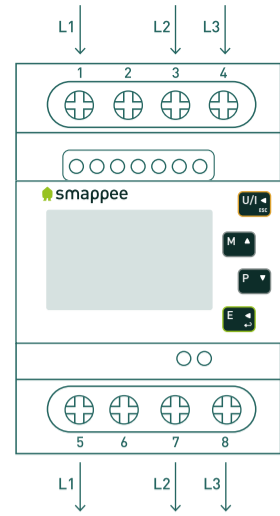 L1 L2 L3
1 2 3 4
smappee
U/I ◄
ESC
M ▲
P ▼
E ◄
↵
5 6 7 8
L1 L2 L3